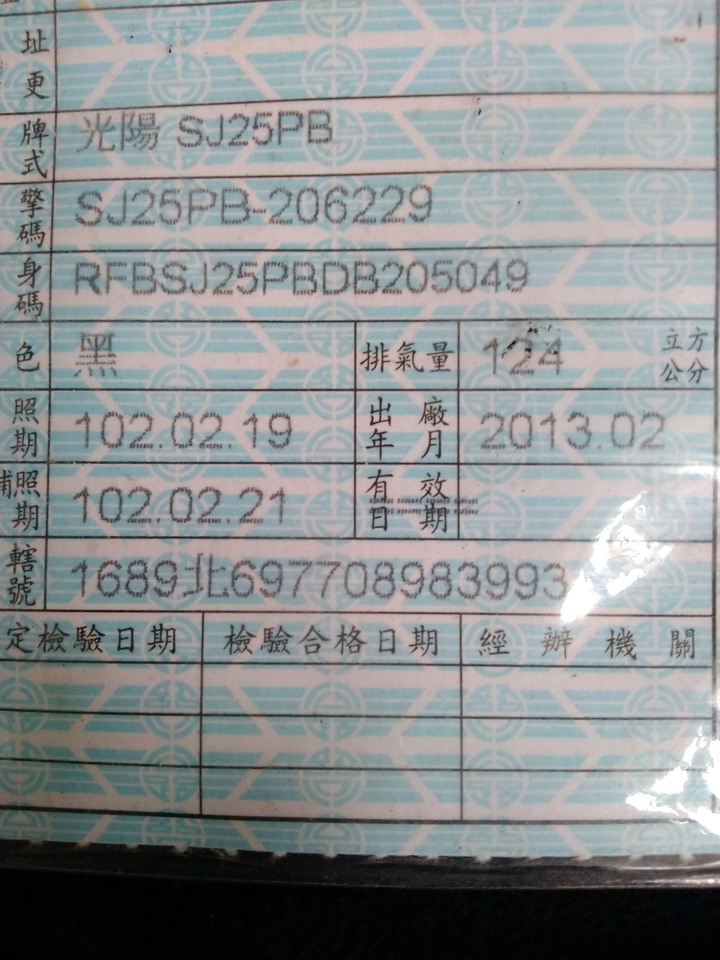 址
更
牌式 光陽 SJ25PB
擎碼 SJ25PB-206229
身碼 RFBSJ25PBDB205049
色 黑 排氣量 124 立方公分
照期 102.02.19 出廠年月 2013.02
補照期 102.02.21 有效日期
轄號 1689北697708983993
定檢驗日期 檢驗合格日期 經辦機關